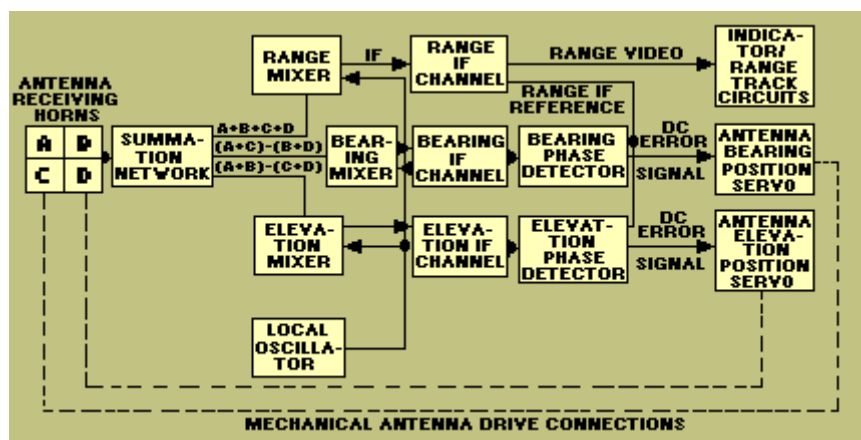 RANGE
MIXER
IF
RANGE
IF
CHANNEL
RANGE VIDEO
INDICA-
TOR/
RANGE
TRACK
CIRCUITS
RANGE IF
REFERENCE
ANTENNA
RECEIVING
HORNS
A B
C D
SUMMA-
TION
NETWORK
A+B+C+D
(A+C)-(B+D)
(A+B)-(C+D)
BEAR-
ING
MIXER
BEARING
IF
CHANNEL
BEARING
PHASE
DETECTOR
DC
ERROR
SIGNAL
ANTENNA
BEARING
POSITION
SERVO
ELEVA-
TION
MIXER
ELEVA-
TION IF
CHANNEL
ELEVAT-
TION
PHASE
DETECTOR
DC
ERROR
SIGNAL
ANTENNA
ELEVATION
POSITION
SERVO
LOCAL
OSCILLA-
TOR
MECHANICAL ANTENNA DRIVE CONNECTIONS